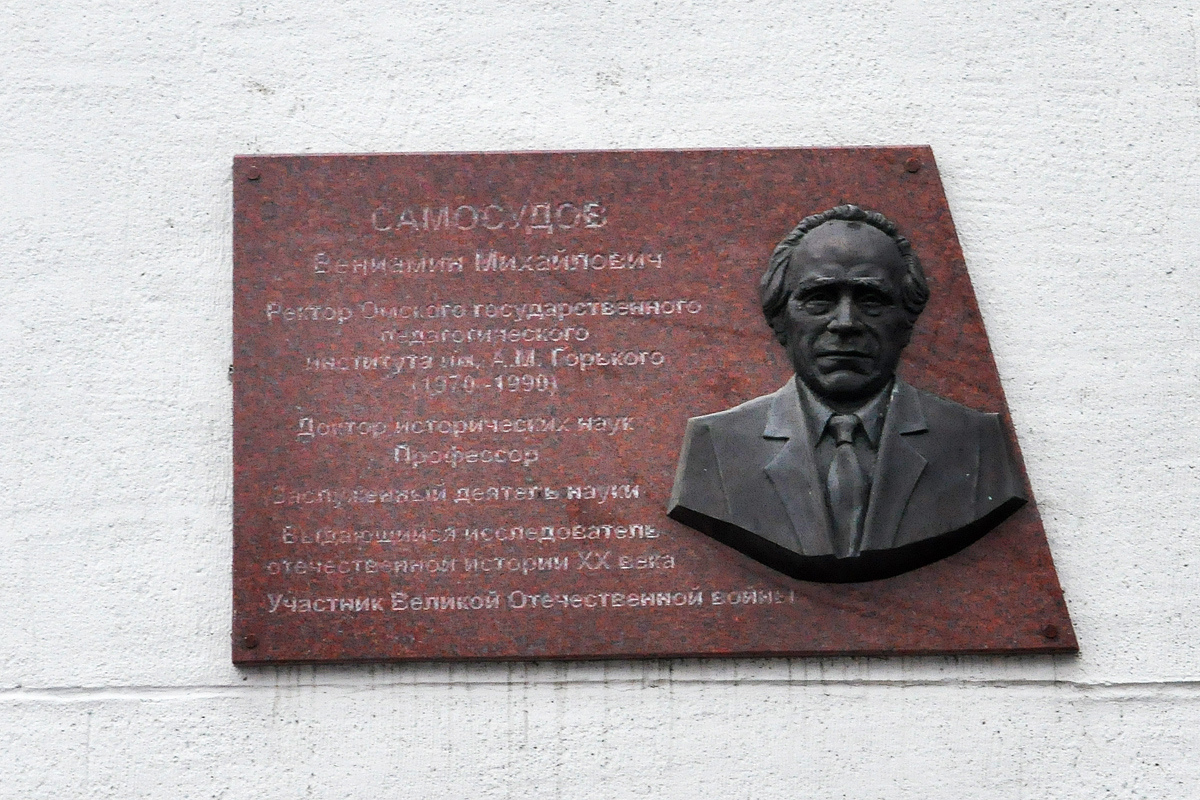 САМОСУДОВ
Вениамин Михайлович
Ректор Омского государственного
педагогического
института им. А.М. Горького
(1970 -1990)
Доктор исторических наук
Профессор
Заслуженный деятель науки
Выдающийся исследователь
отечественной истории XX века
Участник Великой Отечественной войны